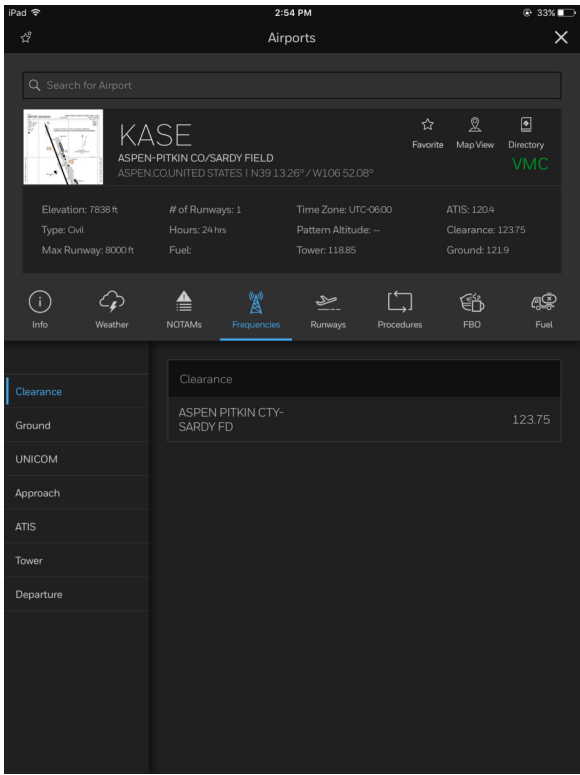 iPad 2:54 PM 33%
Airports
Search for Airport
KASE
ASPEN-PITKIN CO/SARDY FIELD
ASPEN,CO,UNITED STATES | N39 13.26° / W106 52.08°
Favorite Map View Directory
VMC
Elevation: 7838 ft # of Runways: 1 Time Zone: UTC-06:00 ATIS: 120.4
Type: Civil Hours: 24 hrs Pattern Altitude: -- Clearance: 123.75
Max Runway: 8000 ft Fuel: Tower: 118.85 Ground: 121.9
Info Weather NOTAMs Frequencies Runways Procedures FBO Fuel
Clearance
Ground
UNICOM
Approach
ATIS
Tower
Departure
Clearance
ASPEN PITKIN CTY-
SARDY FD 123.75